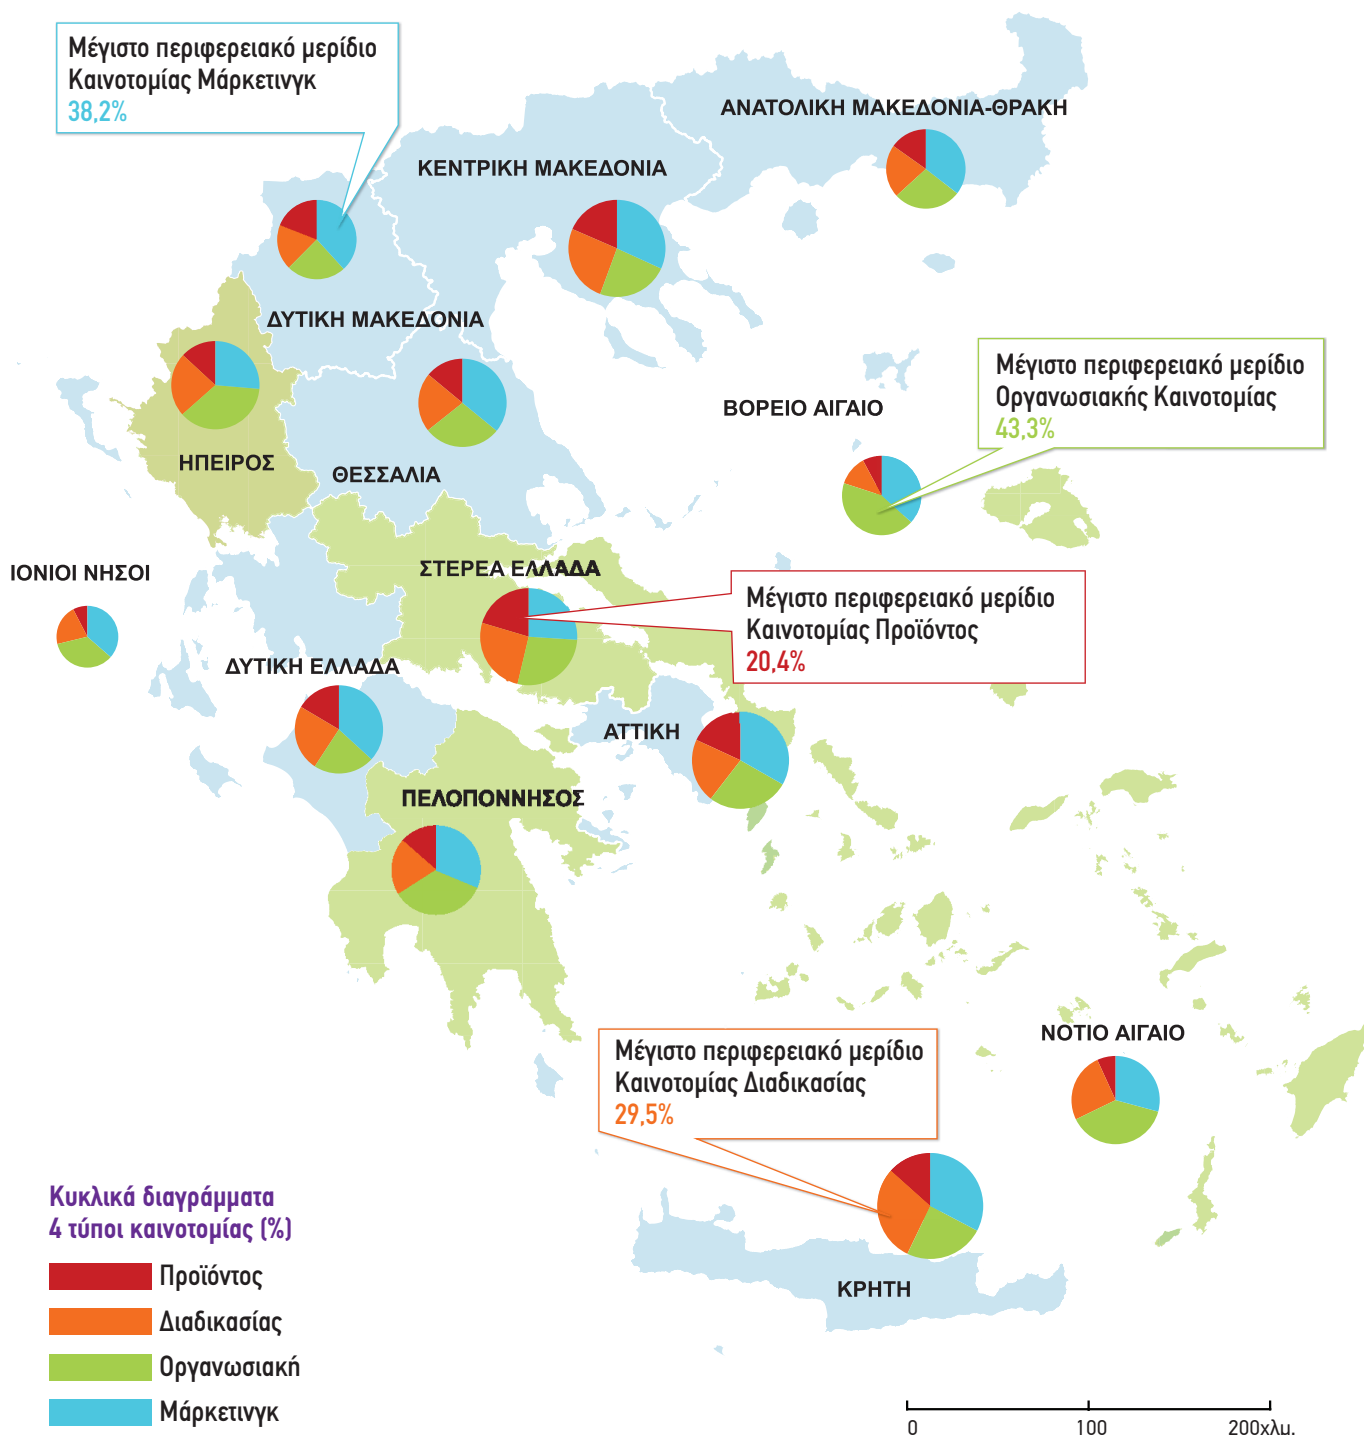 Μέγιστο περιφερειακό μερίδιο
Καινοτομίας Μάρκετινγκ
38,2%
ΑΝΑΤΟΛΙΚΗ ΜΑΚΕΔΟΝΙΑ-ΘΡΑΚΗ
ΚΕΝΤΡΙΚΗ ΜΑΚΕΔΟΝΙΑ
ΔΥΤΙΚΗ ΜΑΚΕΔΟΝΙΑ
Μέγιστο περιφερειακό μερίδιο
Οργανωσιακής Καινοτομίας
43,3%
ΒΟΡΕΙΟ ΑΙΓΑΙΟ
ΗΠΕΙΡΟΣ
ΘΕΣΣΑΛΙΑ
ΙΟΝΙΟΙ ΝΗΣΟΙ
ΣΤΕΡΕΑ ΕΛΛΑΔΑ
Μέγιστο περιφερειακό μερίδιο
Καινοτομίας Προϊόντος
20,4%
ΔΥΤΙΚΗ ΕΛΛΑΔΑ
ΑΤΤΙΚΗ
ΠΕΛΟΠΟΝΝΗΣΟΣ
ΝΟΤΙΟ ΑΙΓΑΙΟ
Μέγιστο περιφερειακό μερίδιο
Καινοτομίας Διαδικασίας
29,5%
ΚΡΗΤΗ
Κυκλικά διαγράμματα
4 τύποι καινοτομίας (%)
Προϊόντος
Διαδικασίας
Οργανωσιακή
Μάρκετινγκ
0 100 200χλμ.